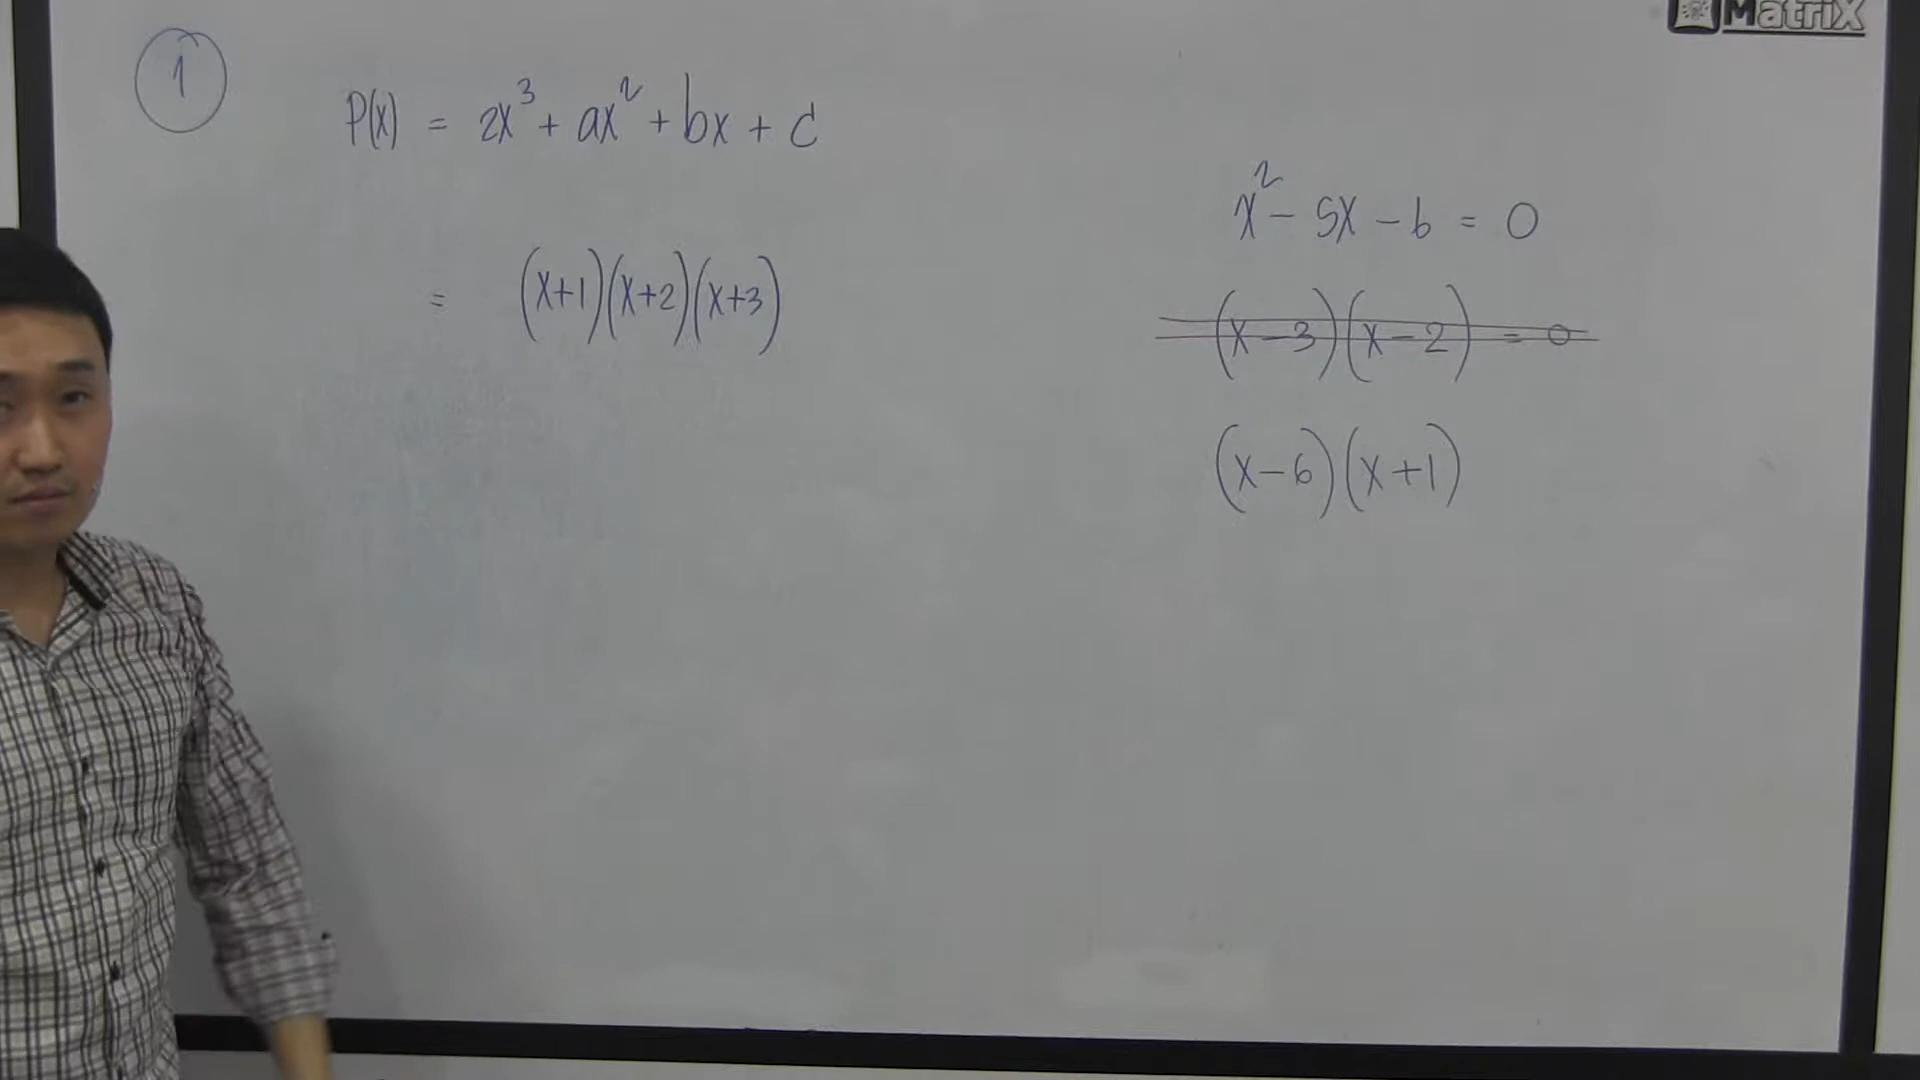 MatriX
1
P(x) = 2x³ + ax² + bx + c
= (x+1)(x+2)(x+3)
x² - 5x - 6 = 0
(x-3)(x-2) = 0
(x-6)(x+1)